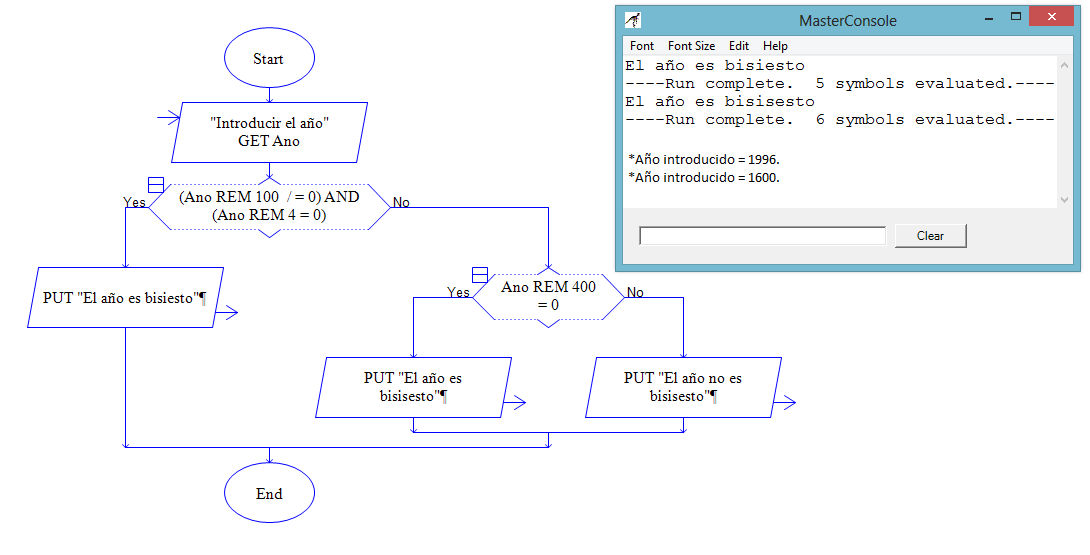 Start
"Introducir el año"
GET Ano
Yes
(Ano REM 100 / = 0) AND
(Ano REM 4 = 0)
No
PUT "El año es bisiesto"¶
Yes
Ano REM 400
= 0
No
PUT "El año es
bisisesto"¶
PUT "El año no es
bisisesto"¶
End
MasterConsole
Font Font Size Edit Help
El año es bisiesto
----Run complete. 5 symbols evaluated.----
El año es bisisesto
----Run complete. 6 symbols evaluated.----
*Año introducido = 1996.
*Año introducido = 1600.
Clear